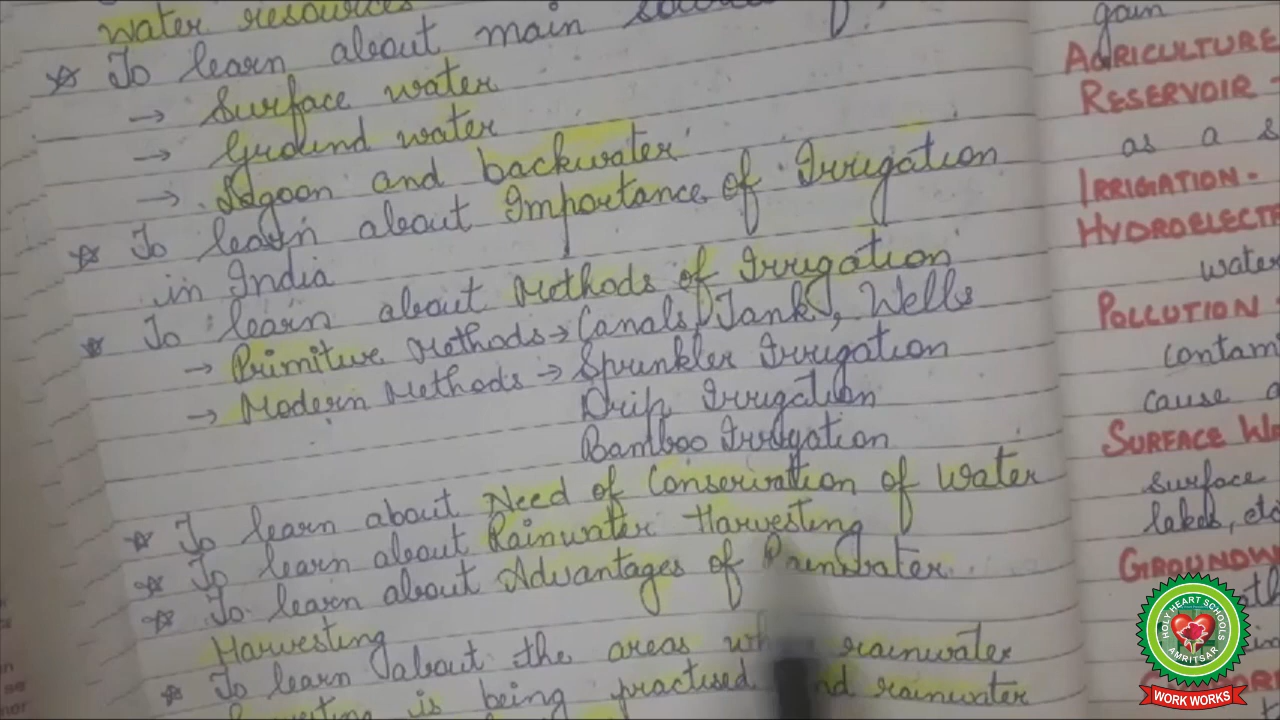 water resources
☆ To learn about main
→ Surface water
→ Ground water
→ Lagoon and backwater
☆ To learn about Importance of Irrigation
in India
☆ To learn about Methods of Irrigation
→ Primitive Methods → Canals, Tank, Wells
→ Modern Methods → Sprinkler Irrigation
Drip Irrigation
Bamboo Irrigation
☆ To learn about Need of Conservation of Water
☆ To learn about Rainwater Harvesting
☆ To learn about Advantages of Rainwater
Harvesting
☆ To learn about the areas rainwater
is being practised and rainwater
gain
AGRICULTURE
RESERVOIR -
as a
IRRIGATION -
HYDROELECT
water
POLLUTION -
contam
cause
SURFACE WA
surface
lakes, etc
GROUNDW
HOLY HEART SCHOOLS
AMRITSAR
WORK WORKS